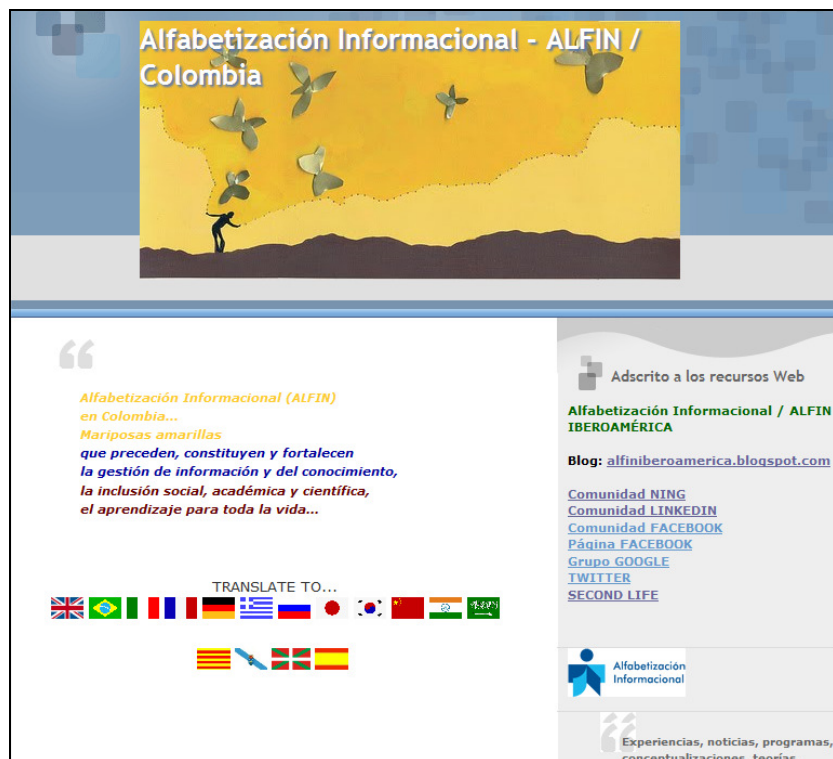 Alfabetización Informacional - ALFIN /
Colombia
Alfabetización Informacional (ALFIN)
en Colombia...
Mariposas amarillas
que preceden, constituyen y fortalecen
la gestión de información y del conocimiento,
la inclusión social, académica y científica,
el aprendizaje para toda la vida...
TRANSLATE TO...
Adscrito a los recursos Web
Alfabetización Informacional / ALFIN
IBEROAMÉRICA
Blog: alfiniberoamerica.blogspot.com
Comunidad NING
Comunidad LINKEDIN
Comunidad FACEBOOK
Página FACEBOOK
Grupo GOOGLE
TWITTER
SECOND LIFE
Alfabetización
Informacional
Experiencias, noticias, programas,
conceptualizaciones, teorías